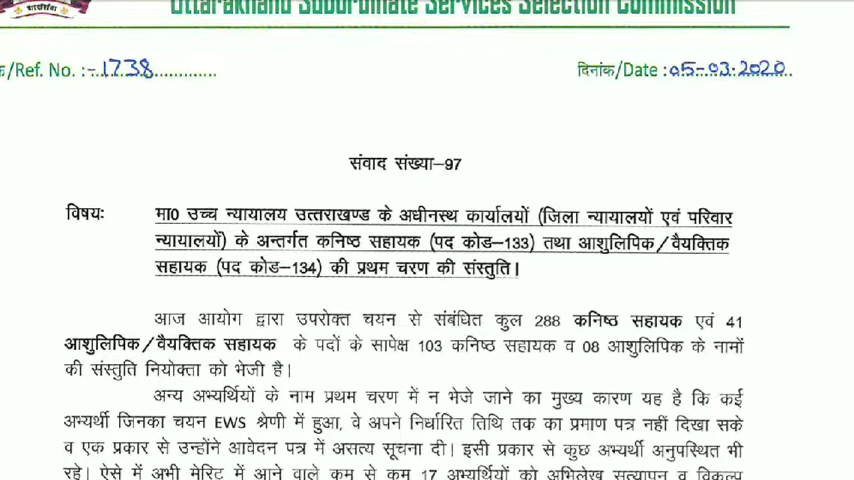 Uttarakhand Subordinate Services Selection Commission
/Ref. No. :-1738............ दिनांक/Date :05-03-2020..
संवाद संख्या–97
विषयः मा0 उच्च न्यायालय उत्तराखण्ड के अधीनस्थ कार्यालयों (जिला न्यायालयों एवं परिवार
न्यायालयों) के अन्तर्गत कनिष्ठ सहायक (पद कोड–133) तथा आशुलिपिक/वैयक्तिक
सहायक (पद कोड–134) की प्रथम चरण की संस्तुति।
आज आयोग द्वारा उपरोक्त चयन से संबंधित कुल 288 कनिष्ठ सहायक एवं 41
आशुलिपिक/वैयक्तिक सहायक के पदों के सापेक्ष 103 कनिष्ठ सहायक व 08 आशुलिपिक के नामों
की संस्तुति नियोक्ता को भेजी है।
अन्य अभ्यर्थियों के नाम प्रथम चरण में न भेजे जाने का मुख्य कारण यह है कि कई
अभ्यर्थी जिनका चयन EWS श्रेणी में हुआ, वे अपने निर्धारित तिथि तक का प्रमाण पत्र नहीं दिखा सके
व एक प्रकार से उन्होंने आवेदन पत्र में असत्य सूचना दी। इसी प्रकार से कुछ अभ्यर्थी अनुपस्थित भी
रहे। ऐसे में अभी मेरिट में आने वाले कम से कम 17 अभ्यर्थियों को अभिलेख सत्यापन व विकल्प